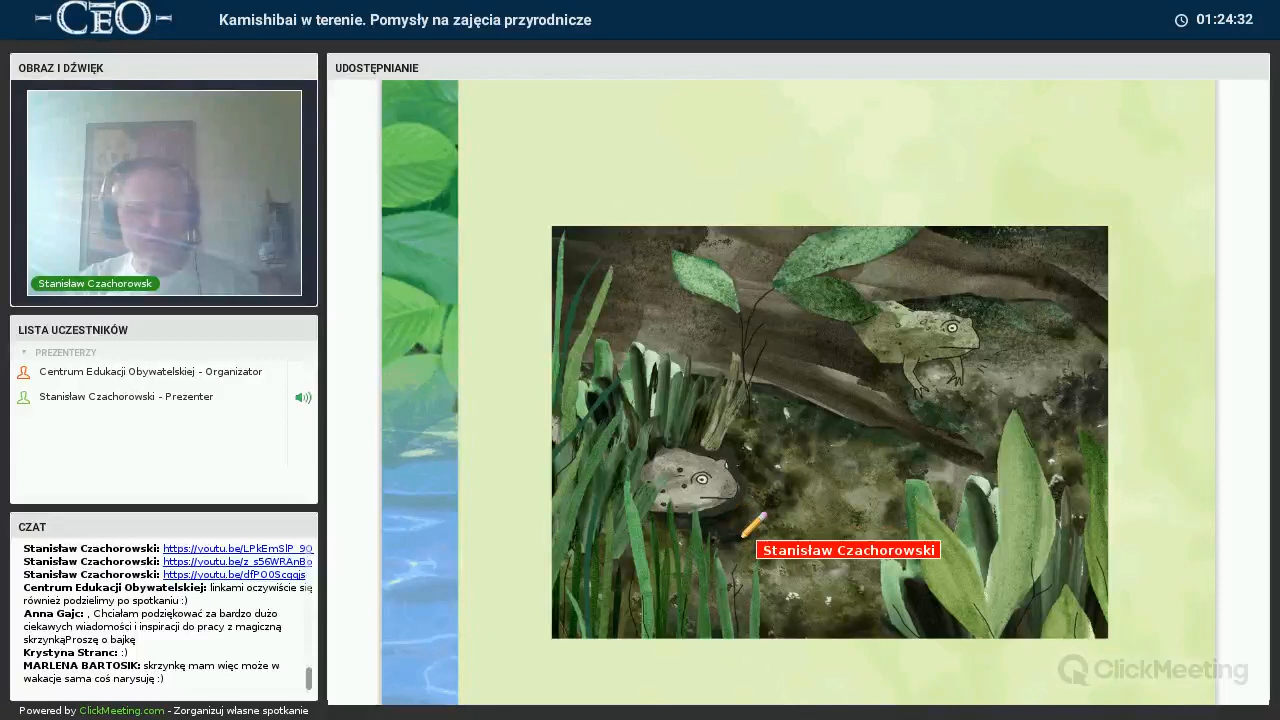 CEO
Kamishibai w terenie. Pomysły na zajęcia przyrodnicze
01:24:32
OBRAZ I DŹWIĘK
Stanisław Czachorowsk
LISTA UCZESTNIKÓW
PREZENTERZY
Centrum Edukacji Obywatelskiej - Organizator
Stanisław Czachorowski - Prezenter
CZAT
Stanisław Czachorowski: https://youtu.be/LPkEmSlP_9Q
Stanisław Czachorowski: https://youtu.be/z_s56WRAnBo
Stanisław Czachorowski: https://youtu.be/dfPO0Scqqjs
Centrum Edukacji Obywatelskiej: linkami oczywiście się
również podzielimy po spotkaniu :)
Anna Gajc: , Chciałam podziękować za bardzo dużo
ciekawych wiadomości i inspiracji do pracy z magiczną
skrzynkąProszę o bajkę
Krystyna Stranc: :)
MARLENA BARTOSIK: skrzynkę mam więc może w
wakacje sama coś narysuję :)
Powered by ClickMeeting.com - Zorganizuj własne spotkanie
UDOSTĘPNIANIE
Stanisław Czachorowski
ClickMeeting